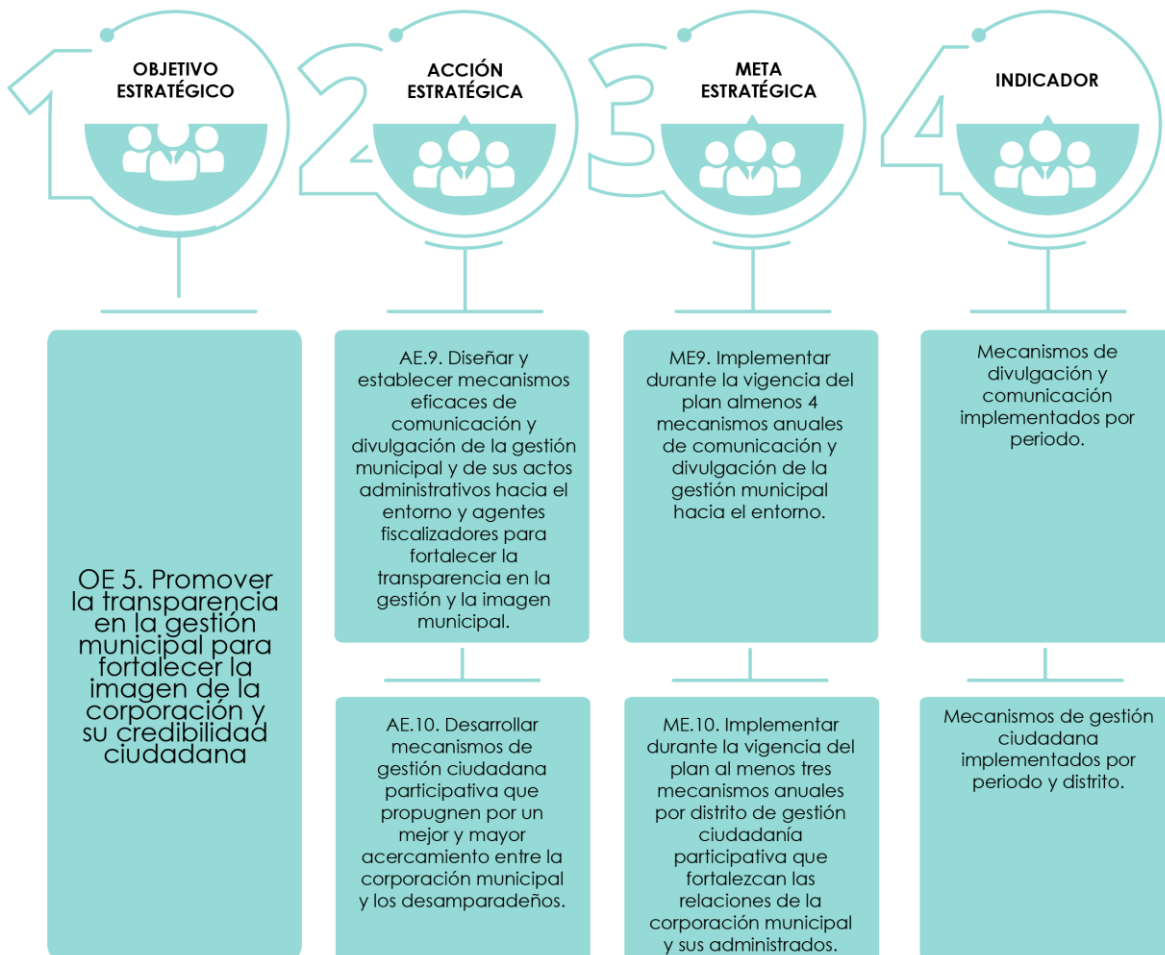 1
OBJETIVO
ESTRATÉGICO
2
ACCIÓN
ESTRATÉGICA
3
META
ESTRATÉGICA
4
INDICADOR
OE 5. Promover
la transparencia
en la gestión
municipal para
fortalecer la
imagen de la
corporación y
su credibilidad
ciudadana
AE.9. Diseñar y
establecer mecanismos
eficaces de
comunicación y
divulgación de la gestión
municipal y de sus actos
administrativos hacia el
entorno y agentes
fiscalizadores para
fortalecer la
transparencia en la
gestión y la imagen
municipal.
ME9. Implementar
durante la vigencia del
plan almenos 4
mecanismos anuales
de comunicación y
divulgación de la
gestión municipal
hacia el entorno.
Mecanismos de
divulgación y
comunicación
implementados por
periodo.
AE.10. Desarrollar
mecanismos de
gestión ciudadana
participativa que
propugnen por un
mejor y mayor
acercamiento entre la
corporación municipal
y los desamparadeños.
ME.10. Implementar
durante la vigencia del
plan al menos tres
mecanismos anuales
por distrito de gestión
ciudadanía
participativa que
fortalezcan las
relaciones de la
corporación municipal
y sus administrados.
Mecanismos de gestión
ciudadana
implementados por
periodo y distrito.